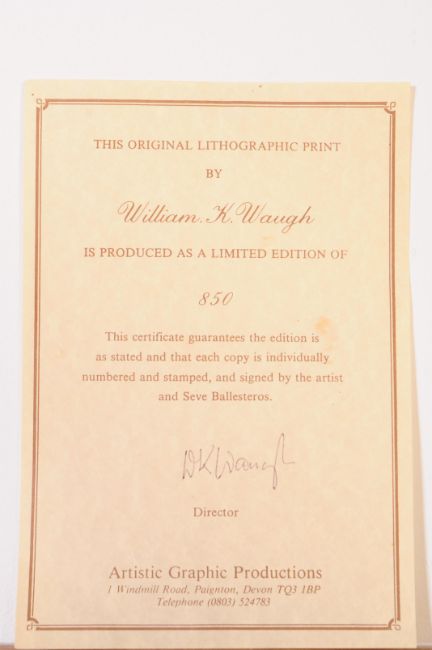 THIS ORIGINAL LITHOGRAPHIC PRINT
BY
William. K. Waugh
IS PRODUCED AS A LIMITED EDITION OF
850
This certificate guarantees the edition is
as stated and that each copy is individually
numbered and stamped, and signed by the artist
and Seve Ballesteros.
WKWaugh
Director
Artistic Graphic Productions
1 Windmill Road, Paignton, Devon TQ3 1BP
Telephone (0803) 524783